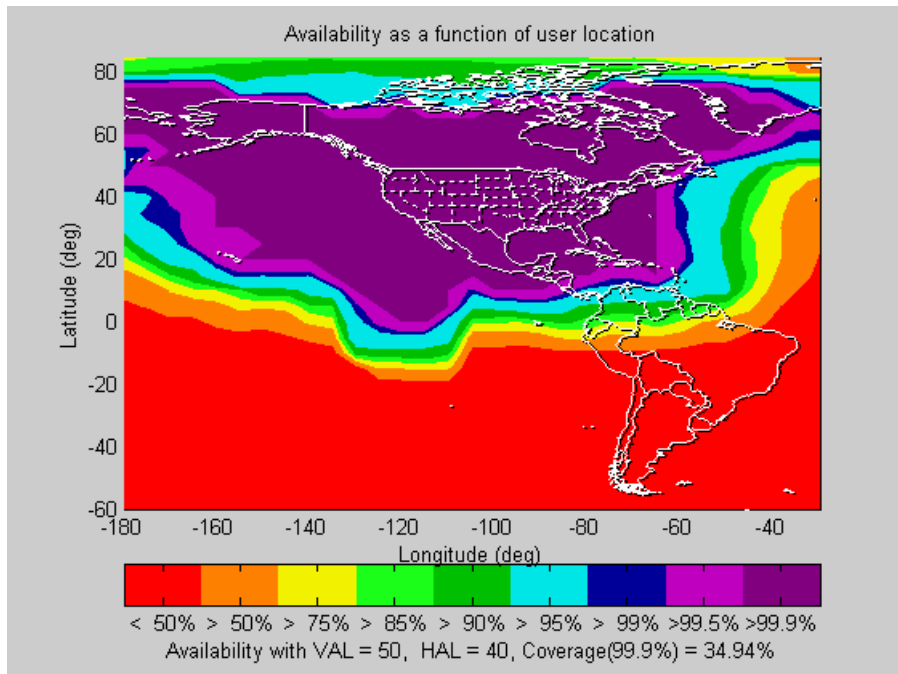 Availability as a function of user location
80
60
40
20
0
-20
-40
-60
Latitude (deg)
-180 -160 -140 -120 -100 -80 -60 -40
Longitude (deg)
< 50% > 50% > 75% > 85% > 90% > 95% > 99% >99.5% >99.9%
Availability with VAL = 50, HAL = 40, Coverage(99.9%) = 34.94%